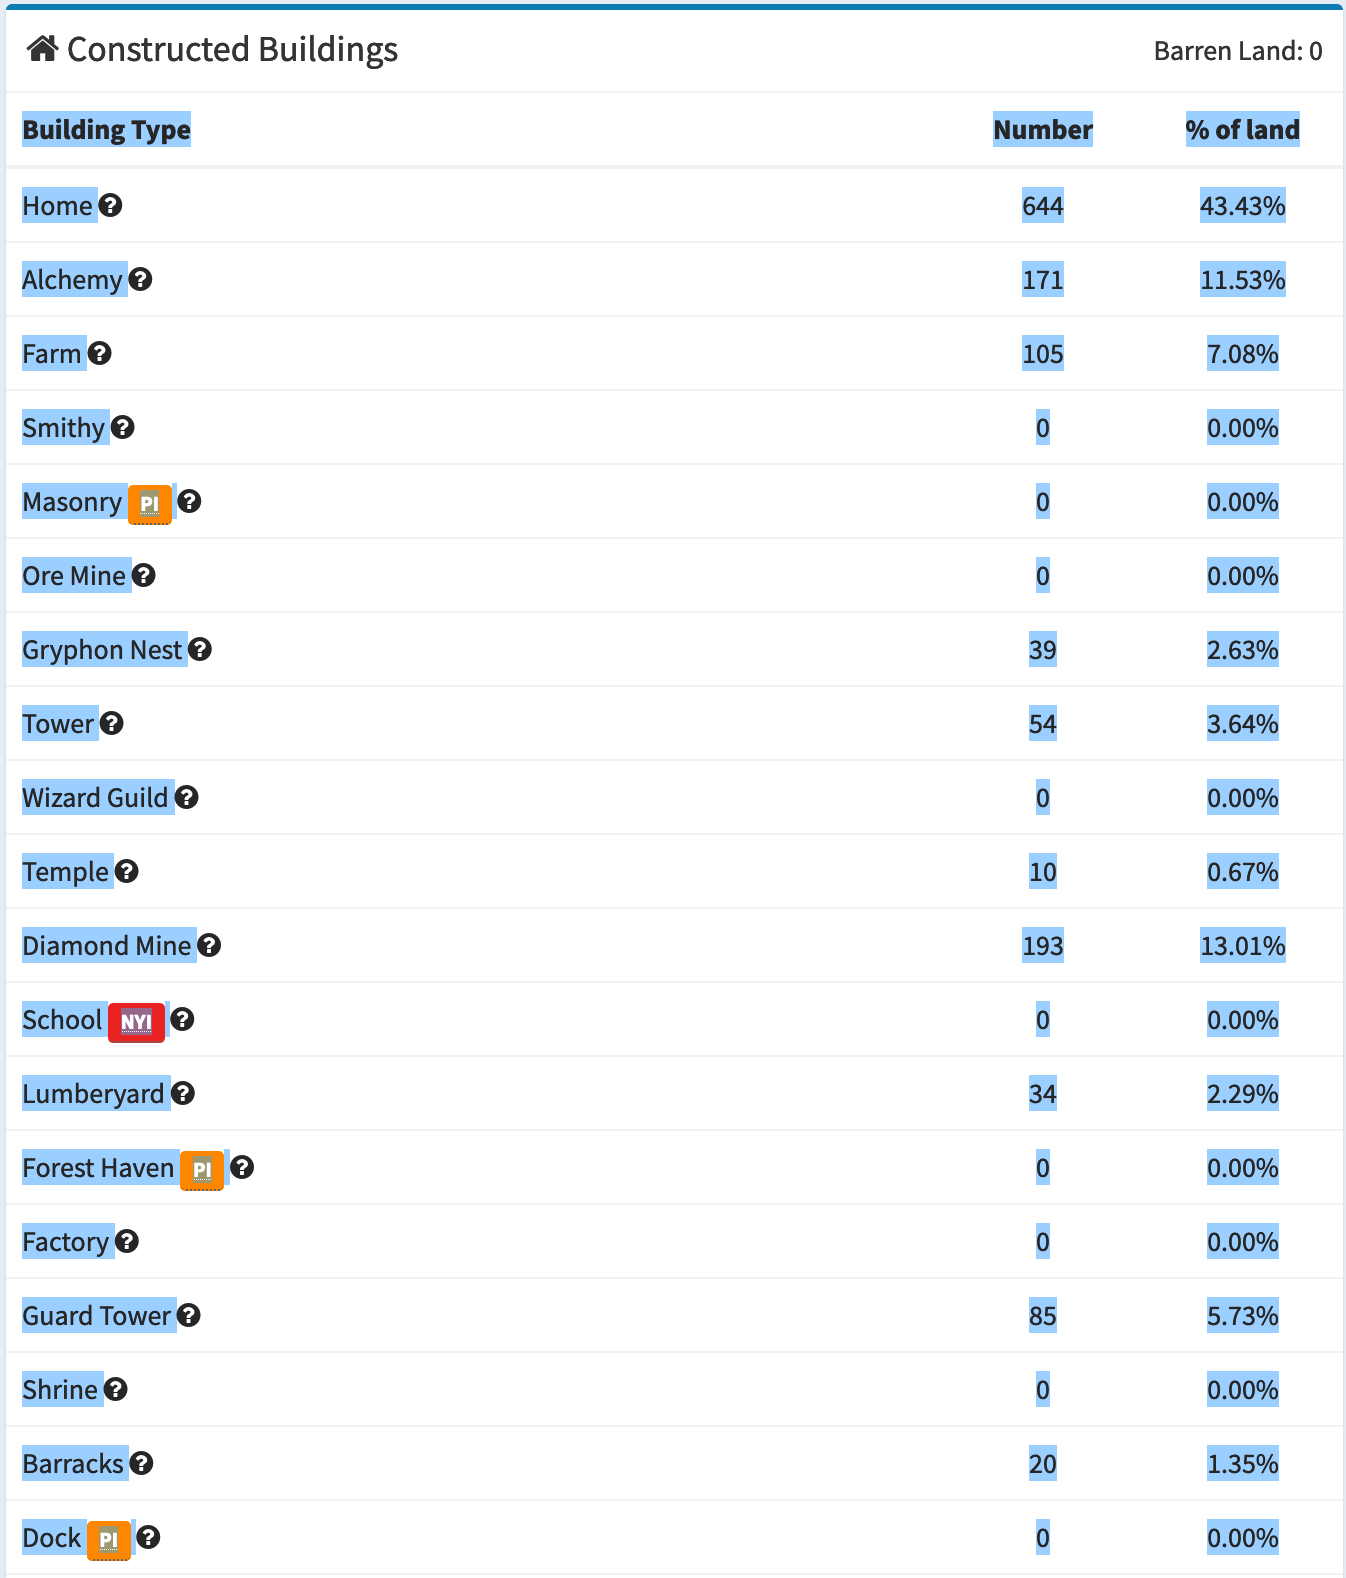 Constructed Buildings Barren Land: 0
Building Type Number % of land
Home 644 43.43%
Alchemy 171 11.53%
Farm 105 7.08%
Smithy 0 0.00%
Masonry PI 0 0.00%
Ore Mine 0 0.00%
Gryphon Nest 39 2.63%
Tower 54 3.64%
Wizard Guild 0 0.00%
Temple 10 0.67%
Diamond Mine 193 13.01%
School NYI 0 0.00%
Lumberyard 34 2.29%
Forest Haven PI 0 0.00%
Factory 0 0.00%
Guard Tower 85 5.73%
Shrine 0 0.00%
Barracks 20 1.35%
Dock PI 0 0.00%